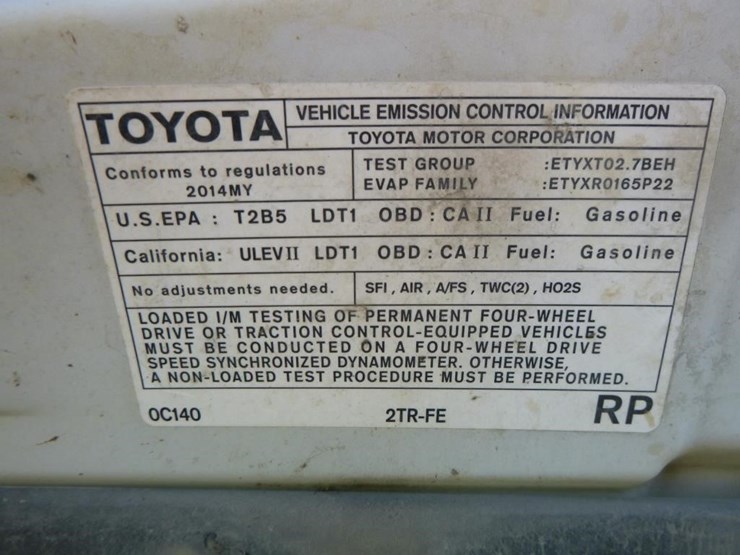 TOYOTA
VEHICLE EMISSION CONTROL INFORMATION
TOYOTA MOTOR CORPORATION
Conforms to regulations
2014MY
TEST GROUP :ETYXT02.7BEH
EVAP FAMILY :ETYXR0165P22
U.S.EPA : T2B5 LDT1 OBD : CA II Fuel: Gasoline
California: ULEVII LDT1 OBD : CA II Fuel: Gasoline
No adjustments needed.
SFI , AIR , A/FS , TWC(2) , HO2S
LOADED I/M TESTING OF PERMANENT FOUR-WHEEL
DRIVE OR TRACTION CONTROL-EQUIPPED VEHICLES
MUST BE CONDUCTED ON A FOUR-WHEEL DRIVE
SPEED SYNCHRONIZED DYNAMOMETER. OTHERWISE,
A NON-LOADED TEST PROCEDURE MUST BE PERFORMED.
0C140 2TR-FE RP